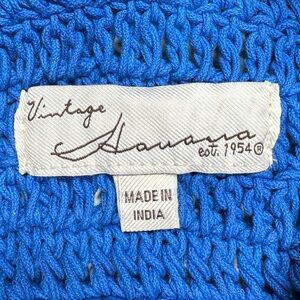 Vintage
Havana
est. 1954®
MADE IN
INDIA